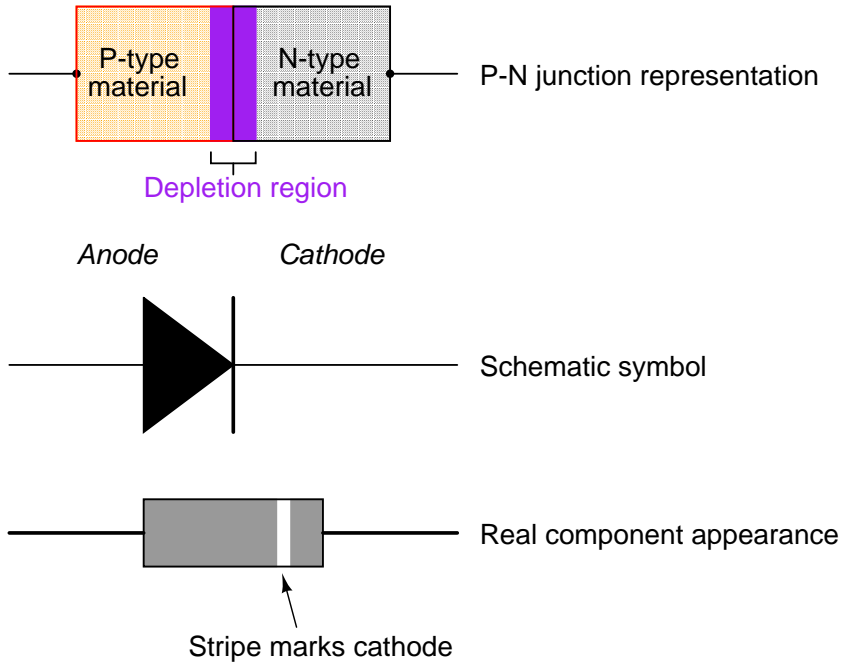 P-type
material
N-type
material
P-N junction representation
Depletion region
Anode
Cathode
Schematic symbol
Real component appearance
Stripe marks cathode